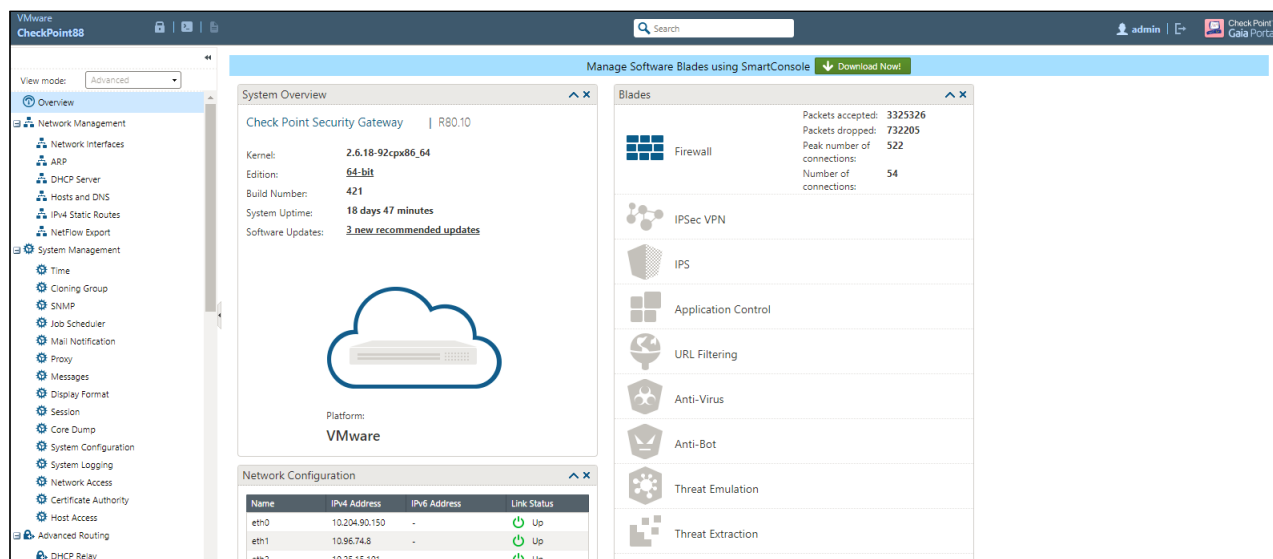 VMware
CheckPoint88
Search
admin
Check Point
Gaia Portal
View mode: Advanced
Overview
Network Management
Network Interfaces
ARP
DHCP Server
Hosts and DNS
IPv4 Static Routes
NetFlow Export
System Management
Time
Cloning Group
SNMP
Job Scheduler
Mail Notification
Proxy
Messages
Display Format
Session
Core Dump
System Configuration
System Logging
Network Access
Certificate Authority
Host Access
Advanced Routing
DHCP Relay
Manage Software Blades using SmartConsole Download Now!
System Overview
Check Point Security Gateway | R80.10
Kernel: 2.6.18-92cpx86_64
Edition: 64-bit
Build Number: 421
System Uptime: 18 days 47 minutes
Software Updates: 3 new recommended updates
Platform:
VMware
Network Configuration
Name IPv4 Address IPv6 Address Link Status
eth0 10.204.90.150 - Up
eth1 10.96.74.8 - Up
Blades
Firewall
Packets accepted: 3325326
Packets dropped: 732205
Peak number of connections: 522
Number of connections: 54
IPSec VPN
IPS
Application Control
URL Filtering
Anti-Virus
Anti-Bot
Threat Emulation
Threat Extraction